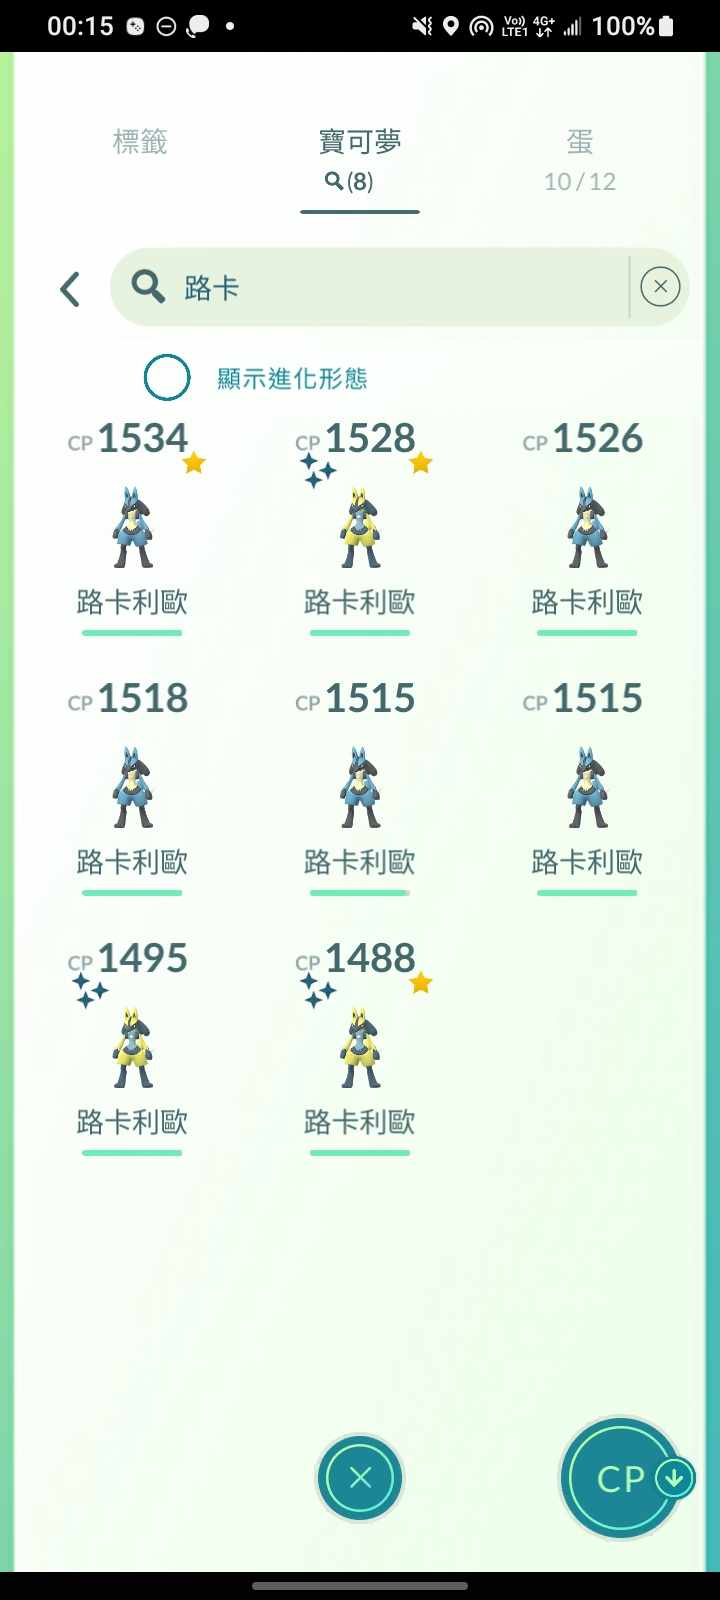 00:15 Vo)) LTE1 4G+ 100%
標籤 寶可夢 蛋
(8) 10 / 12
路卡
顯示進化形態
CP 1534 CP 1528 CP 1526
路卡利歐 路卡利歐 路卡利歐
CP 1518 CP 1515 CP 1515
路卡利歐 路卡利歐 路卡利歐
CP 1495 CP 1488
路卡利歐 路卡利歐
CP